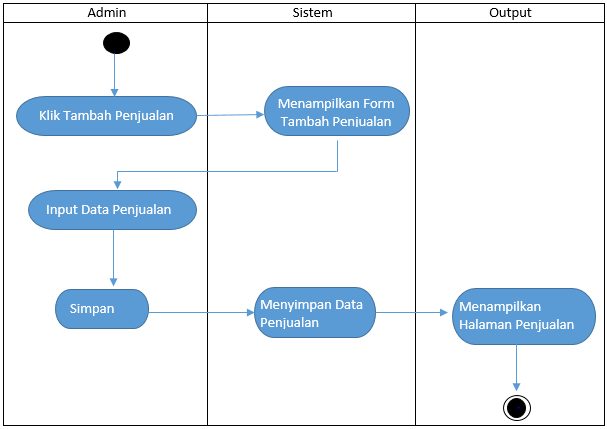 Admin
Sistem
Output
Klik Tambah Penjualan
Menampilkan Form
Tambah Penjualan
Input Data Penjualan
Simpan
Menyimpan Data
Penjualan
Menampilkan
Halaman Penjualan